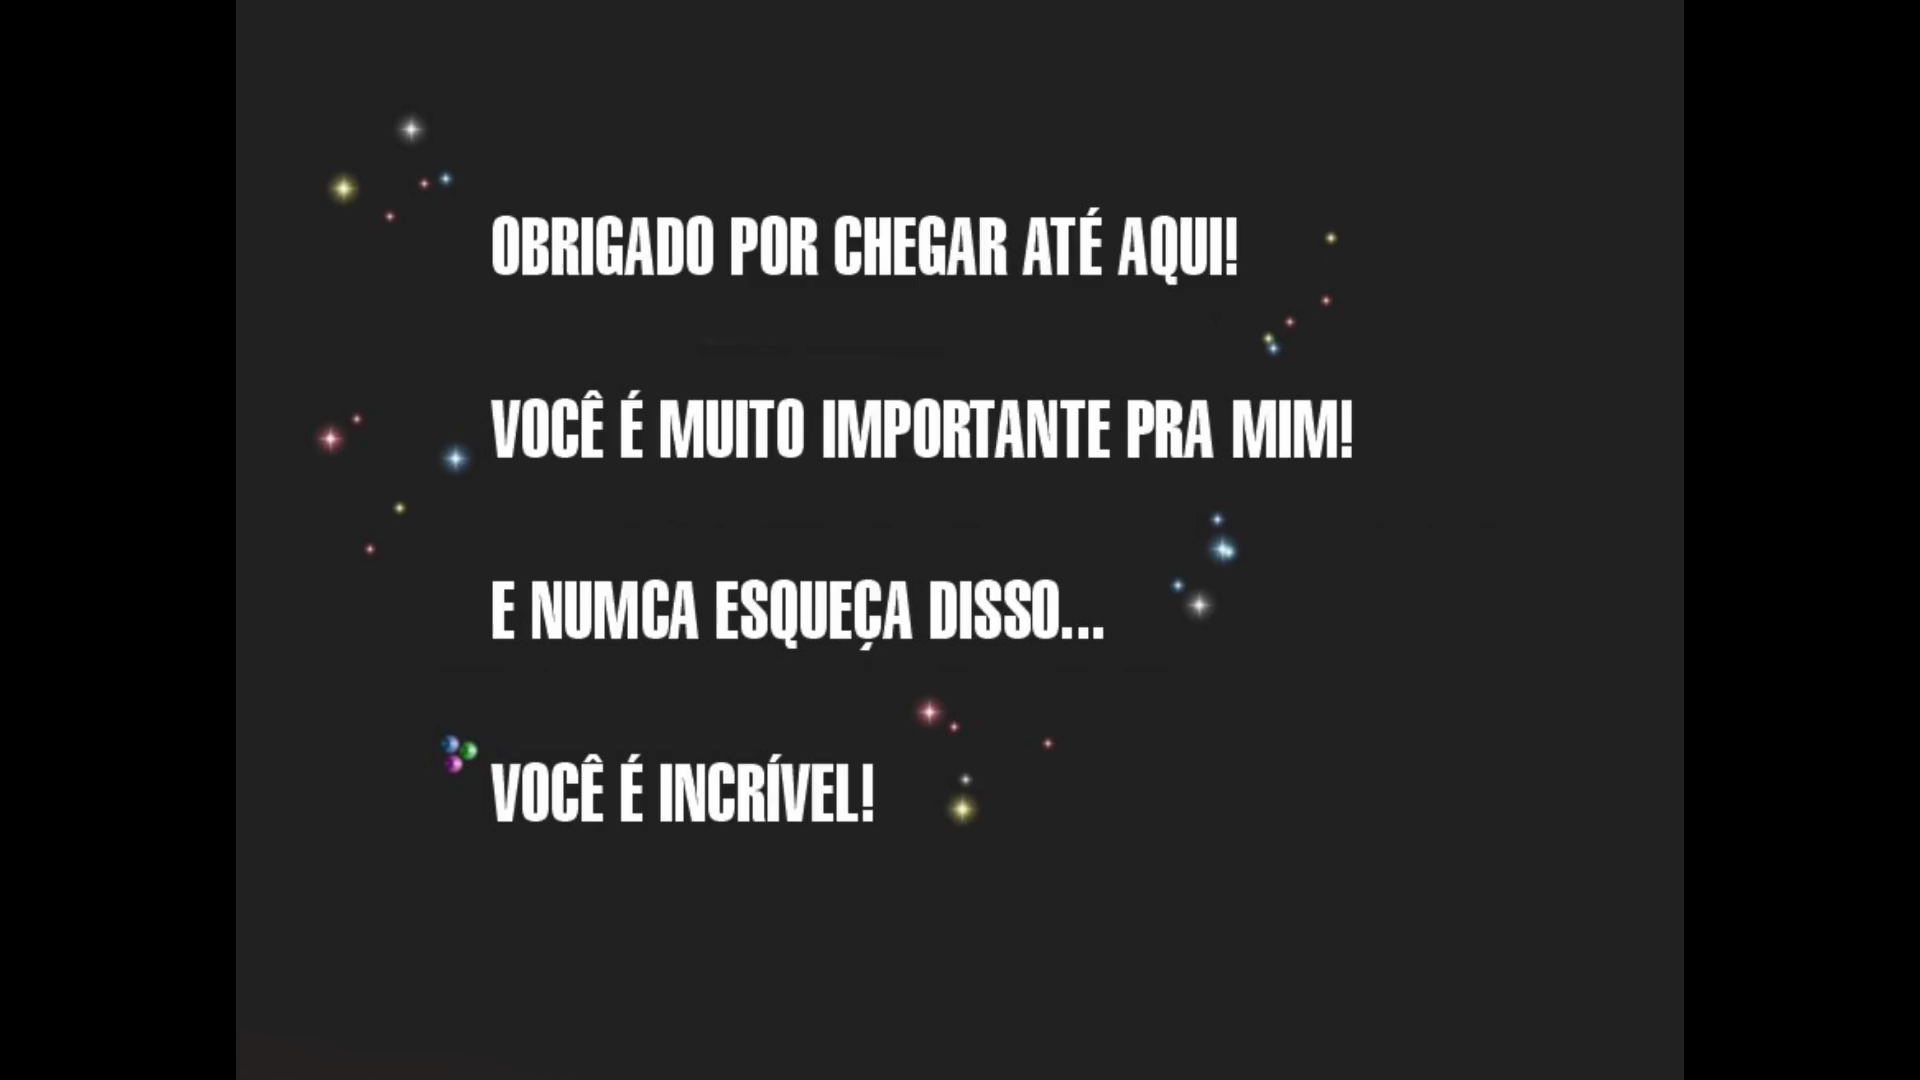 OBRIGADO POR CHEGAR ATÉ AQUI!
VOCÊ É MUITO IMPORTANTE PRA MIM!
E NUMCA ESQUEÇA DISSO...
VOCÊ É INCRÍVEL!